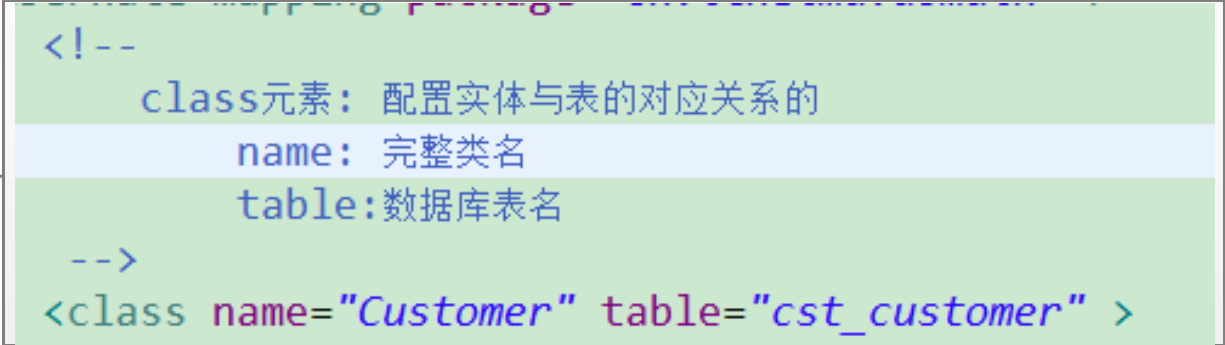 <!--
class元素: 配置实体与表的对应关系的
name: 完整类名
table:数据库表名
-->
<class name="Customer" table="cst_customer" >